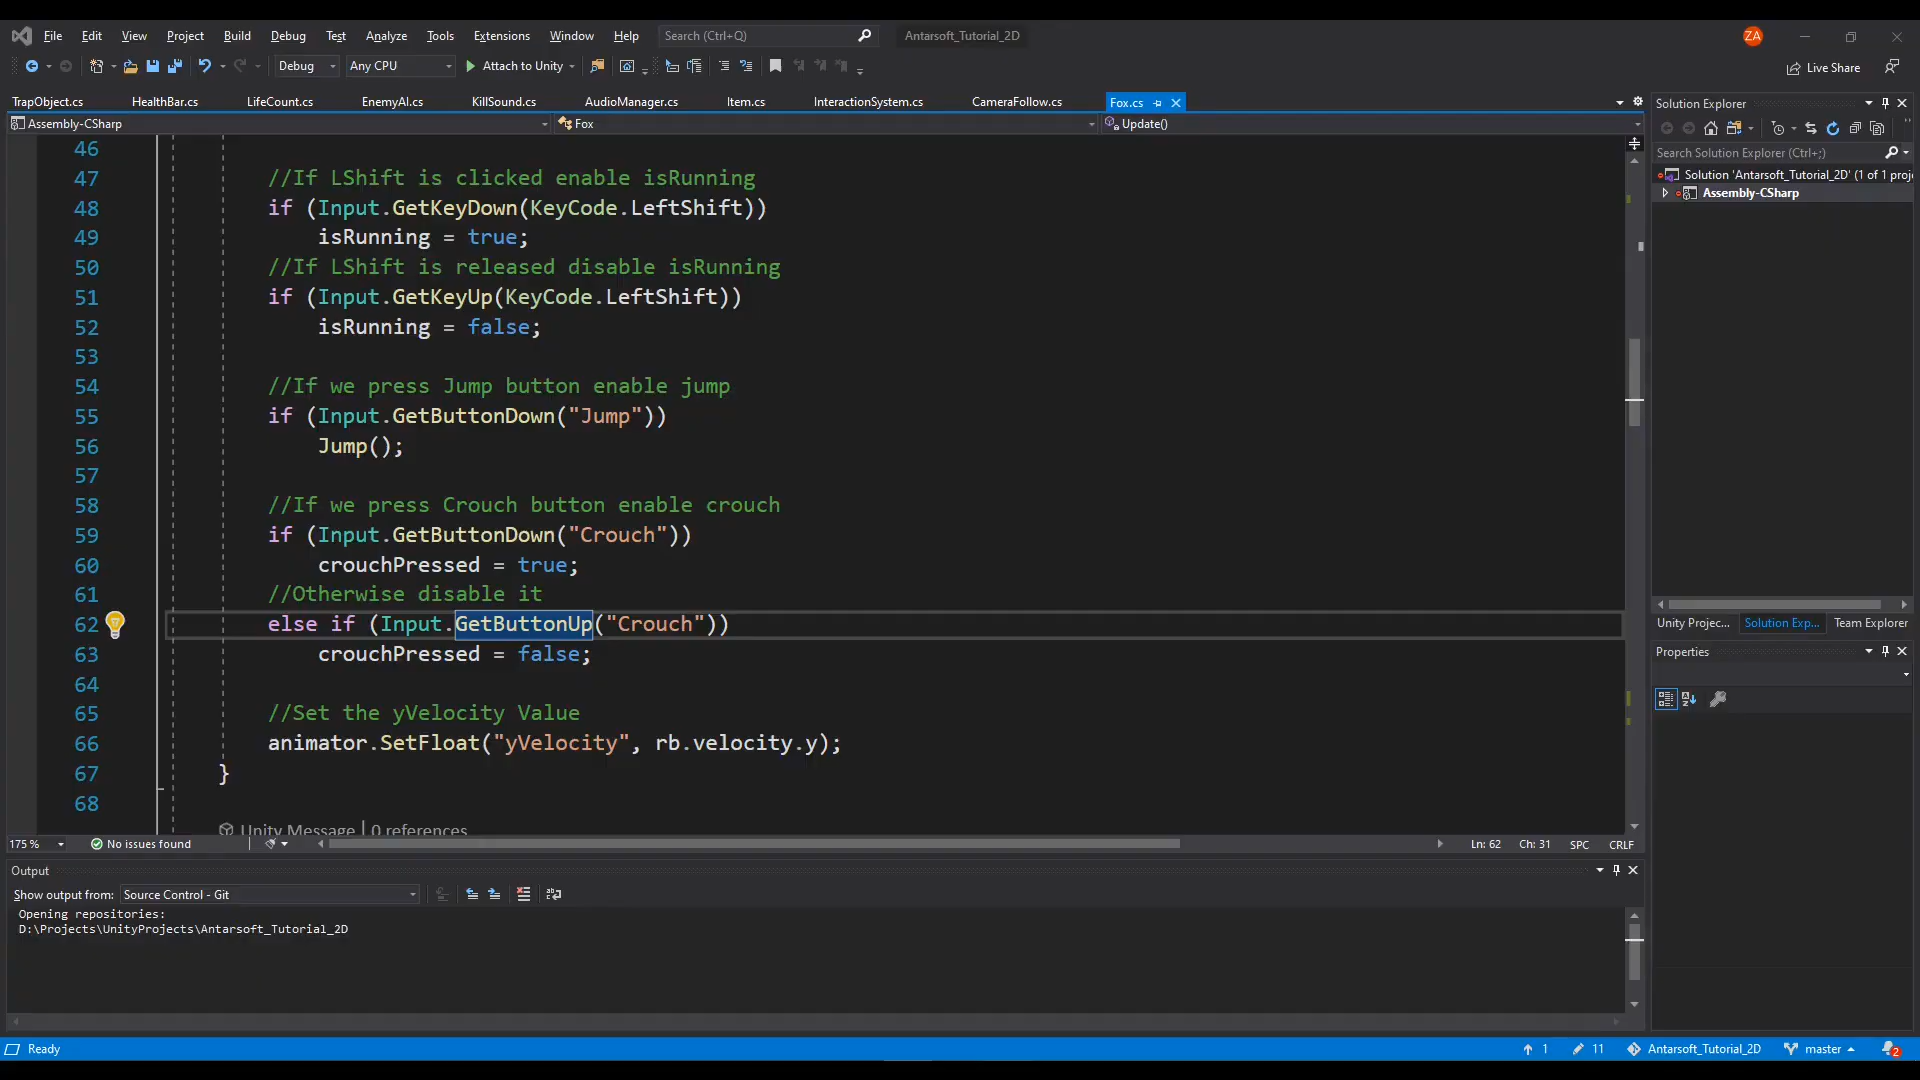 File Edit View Project Build Debug Test Analyze Tools Extensions Window Help Search (Ctrl+Q) Antarsoft_Tutorial_2D ZA
Debug Any CPU Attach to Unity Live Share
TrapObject.cs HealthBar.cs LifeCount.cs EnemyAI.cs KillSound.cs AudioManager.cs Item.cs InteractionSystem.cs CameraFollow.cs Fox.cs
Assembly-CSharp Fox Update()
46
47 //If LShift is clicked enable isRunning
48 if (Input.GetKeyDown(KeyCode.LeftShift))
49 isRunning = true;
50 //If LShift is released disable isRunning
51 if (Input.GetKeyUp(KeyCode.LeftShift))
52 isRunning = false;
53
54 //If we press Jump button enable jump
55 if (Input.GetButtonDown("Jump"))
56 Jump();
57
58 //If we press Crouch button enable crouch
59 if (Input.GetButtonDown("Crouch"))
60 crouchPressed = true;
61 //Otherwise disable it
62 else if (Input.GetButtonUp("Crouch"))
63 crouchPressed = false;
64
65 //Set the yVelocity Value
66 animator.SetFloat("yVelocity", rb.velocity.y);
67 }
68
Unity Message | 0 references
175 % No issues found Ln: 62 Ch: 31 SPC CRLF
Output
Show output from: Source Control - Git
Opening repositories:
D:\Projects\UnityProjects\Antarsoft_Tutorial_2D
Solution Explorer
Search Solution Explorer (Ctrl+;)
Solution 'Antarsoft_Tutorial_2D' (1 of 1 proj
Assembly-CSharp
Unity Projec... Solution Exp... Team Explorer
Properties
Ready 1 11 Antarsoft_Tutorial_2D master 2